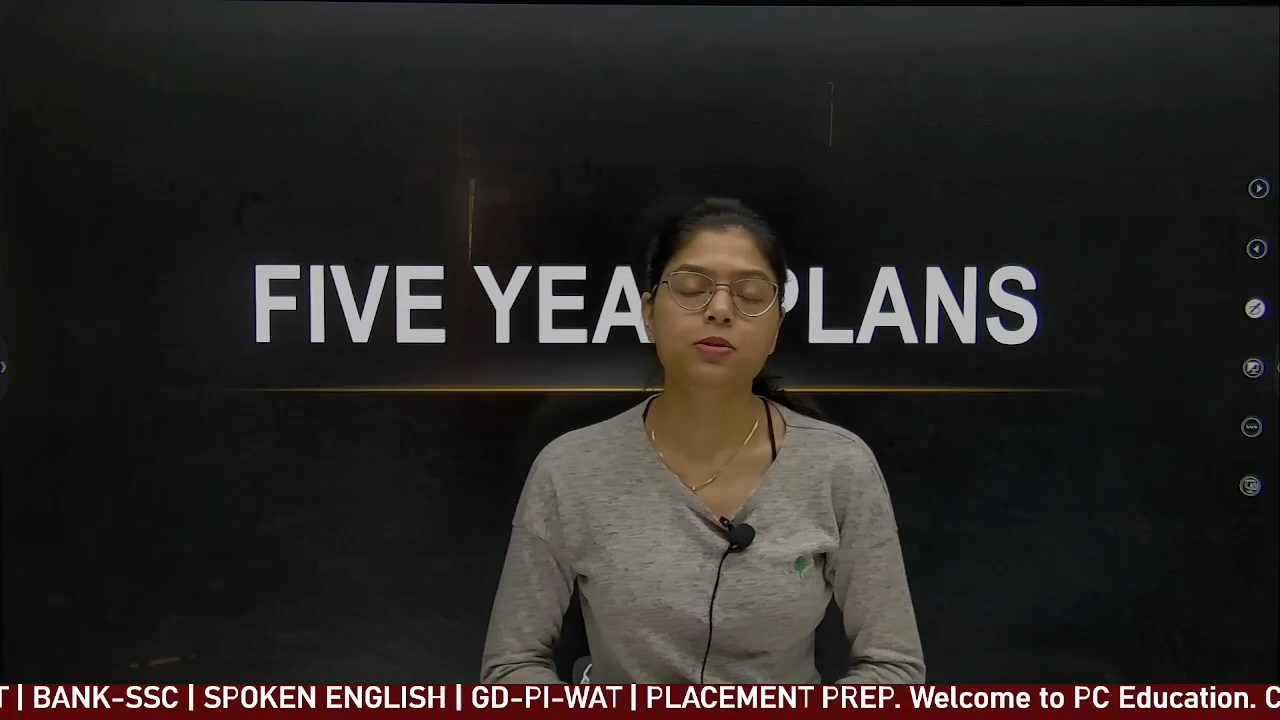 FIVE YEA PLANS
T | BANK-SSC | SPOKEN ENGLISH | GD-PI-WAT | PLACEMENT PREP. Welcome to PC Education. C